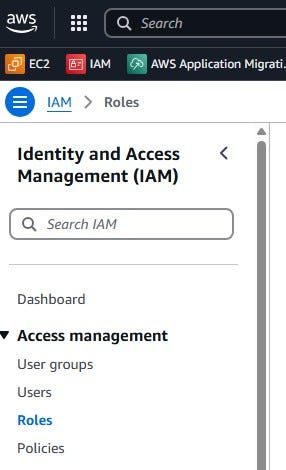 aws
Search
EC2 IAM AWS Application Migrati...
IAM > Roles
Identity and Access
Management (IAM)
Search IAM
Dashboard
Access management
User groups
Users
Roles
Policies